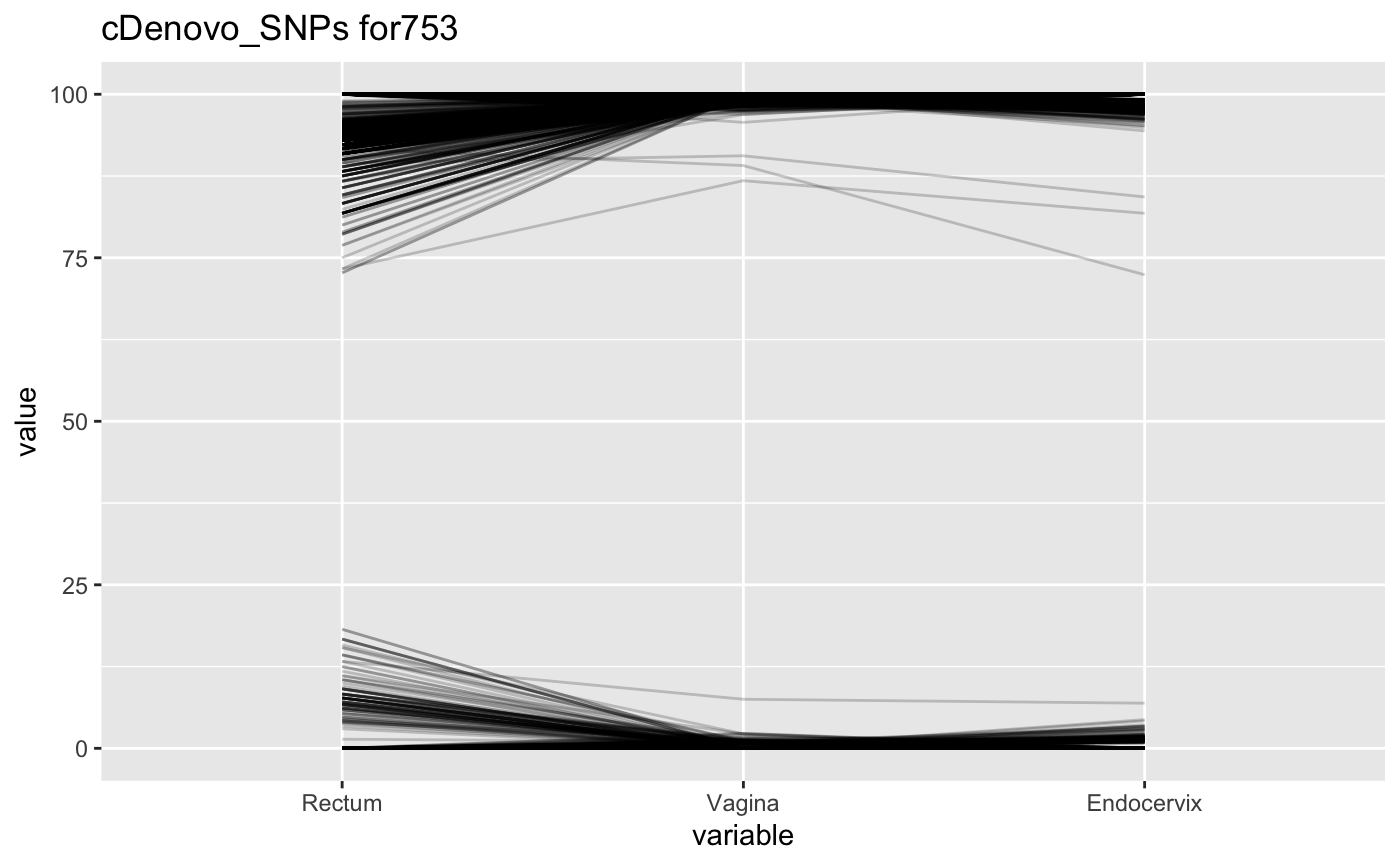 cDenovo_SNPs for753
100
75
50
25
0
value
Rectum
Vagina
Endocervix
variable